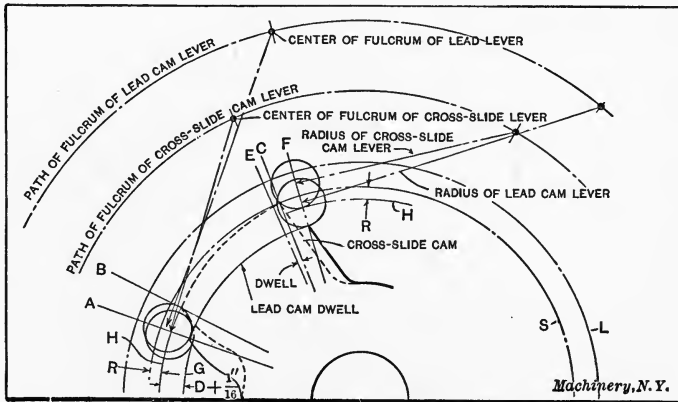 CENTER OF FULCRUM OF LEAD LEVER
PATH OF FULCRUM OF LEAD CAM LEVER
PATH OF FULCRUM OF CROSS-SLIDE CAM LEVER
CENTER OF FULCRUM OF CROSS-SLIDE LEVER
RADIUS OF CROSS-SLIDE
CAM LEVER
E C F
RADIUS OF LEAD CAM LEVER
R H
CROSS-SLIDE CAM
DWELL
LEAD CAM DWELL
B
A
H
R
G
D + 1/16"
S L
Machinery, N.Y.